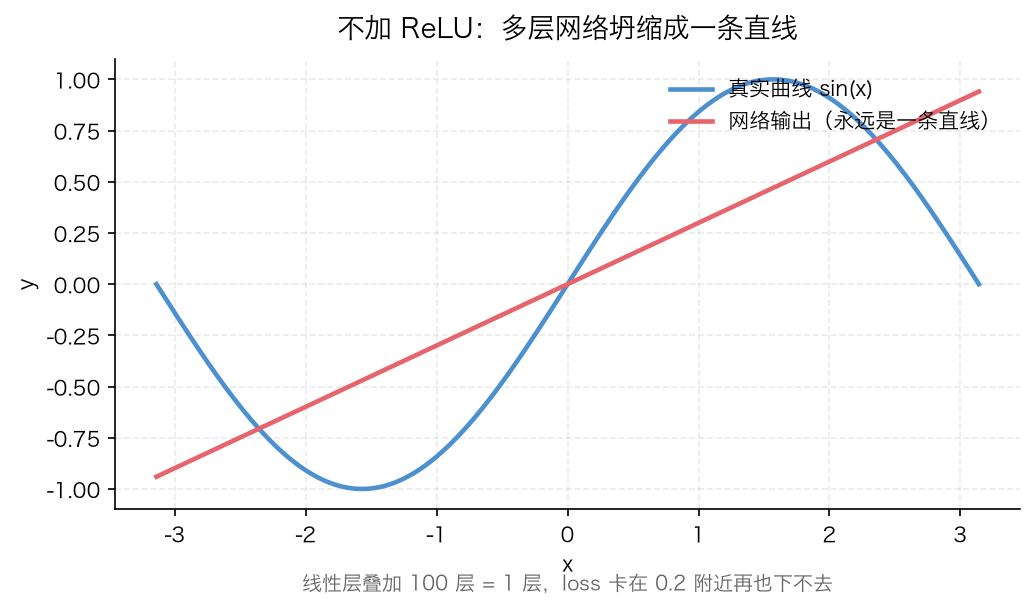 不加 ReLU：多层网络坍缩成一条直线
真实曲线 sin(x)
网络输出（永远是一条直线）
1.00
0.75
0.50
0.25
0.00
-0.25
-0.50
-0.75
-1.00
y
-3 -2 -1 0 1 2 3
x
线性层叠加 100 层 = 1 层，loss 卡在 0.2 附近再也下不去